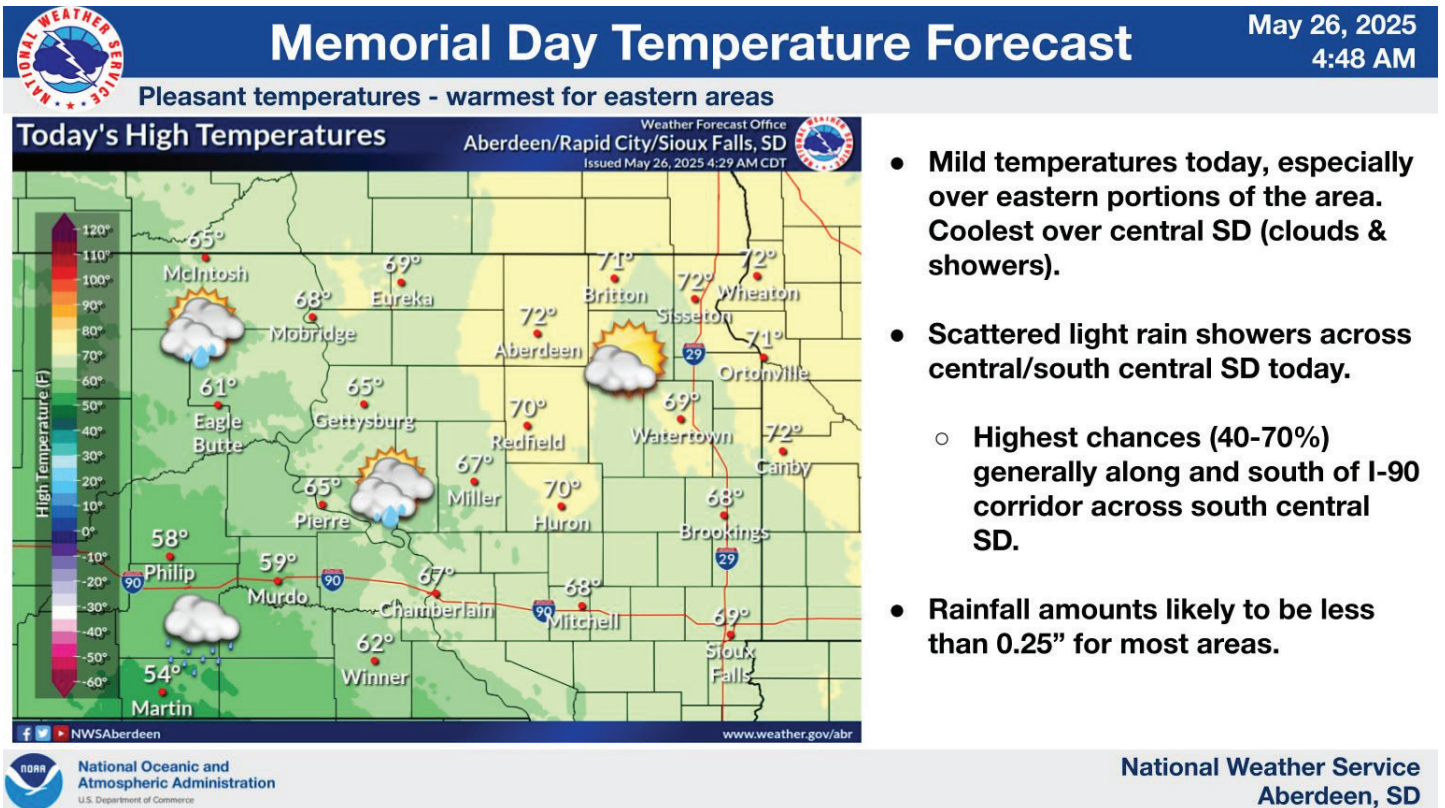 NATIONAL WEATHER SERVICE
Memorial Day Temperature Forecast
May 26, 2025
4:48 AM
Pleasant temperatures - warmest for eastern areas
Today's High Temperatures
Weather Forecast Office
Aberdeen/Rapid City/Sioux Falls, SD
Issued May 26, 2025 4:29 AM CDT
NATIONAL WEATHER SERVICE
High Temperature (F)
120°
110°
100°
90°
80°
70°
60°
50°
40°
30°
20°
10°
0°
-10°
-20°
-30°
-40°
-50°
-60°
65°
McIntosh
69°
Eureka
71°
Britton
72°
Sisseton
72°
Wheaton
68°
Mobridge
72°
Aberdeen
29
71°
Ortonville
61°
Eagle
Butte
65°
Gettysburg
70°
Redfield
69°
Watertown
72°
Canby
65°
Pierre
67°
Miller
70°
Huron
68°
Brookings
29
58°
Philip
90
59°
Murdo
90
67°
Chamberlain
90
68°
Mitchell
69°
Sioux
Falls
62°
Winner
54°
Martin
NWSAberdeen
www.weather.gov/abr
● Mild temperatures today, especially
over eastern portions of the area.
Coolest over central SD (clouds &
showers).
● Scattered light rain showers across
central/south central SD today.
○ Highest chances (40-70%)
generally along and south of I-90
corridor across south central
SD.
● Rainfall amounts likely to be less
than 0.25” for most areas.
NOAA
National Oceanic and
Atmospheric Administration
U.S. Department of Commerce
National Weather Service
Aberdeen, SD